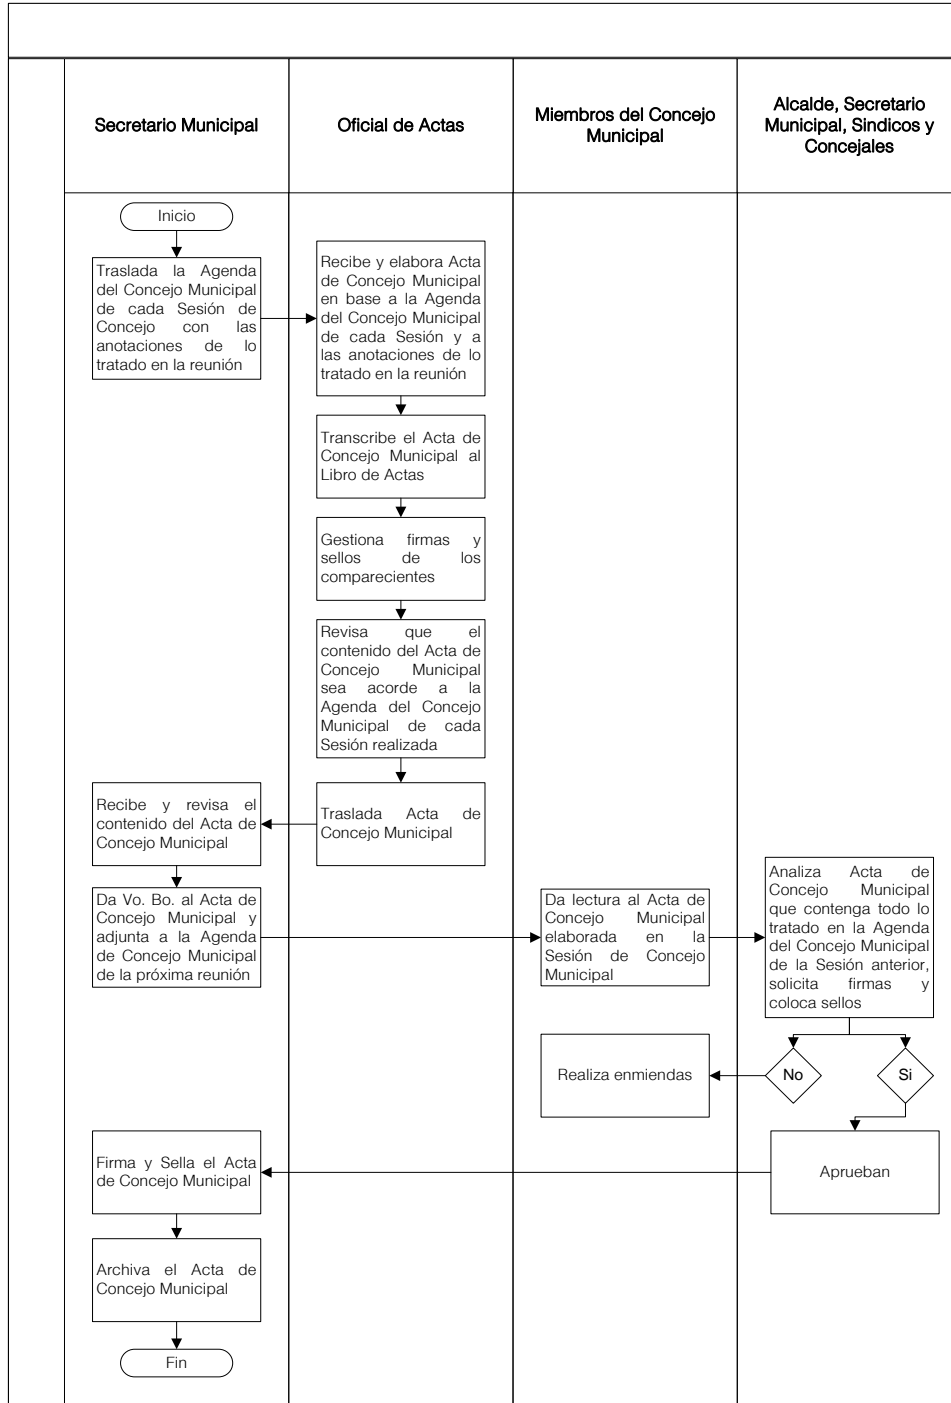 Secretario Municipal
Oficial de Actas
Miembros del Concejo
Municipal
Alcalde, Secretario
Municipal, Sindicos y
Concejales
Inicio
Traslada la Agenda
del Concejo Municipal
de cada Sesión de
Concejo con las
anotaciones de lo
tratado en la reunión
Recibe y elabora Acta
de Concejo Municipal
en base a la Agenda
del Concejo Municipal
de cada Sesión y a
las anotaciones de lo
tratado en la reunión
Transcribe el Acta de
Concejo Municipal al
Libro de Actas
Gestiona firmas y
sellos de los
comparecientes
Revisa que el
contenido del Acta de
Concejo Municipal
sea acorde a la
Agenda del Concejo
Municipal de cada
Sesión realizada
Traslada Acta de
Concejo Municipal
Recibe y revisa el
contenido del Acta de
Concejo Municipal
Da Vo. Bo. al Acta de
Concejo Municipal y
adjunta a la Agenda
de Concejo Municipal
de la próxima reunión
Da lectura al Acta de
Concejo Municipal
elaborada en la
Sesión de Concejo
Municipal
Analiza Acta de
Concejo Municipal
que contenga todo lo
tratado en la Agenda
del Concejo Municipal
de la Sesión anterior,
solicita firmas y
coloca sellos
No
Si
Realiza enmiendas
Aprueban
Firma y Sella el Acta
de Concejo Municipal
Archiva el Acta de
Concejo Municipal
Fin